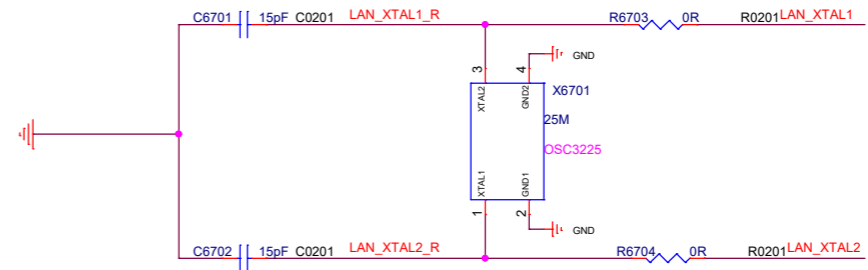 C6701 15pF C0201 LAN_XTAL1_R R6703 0R R0201 LAN_XTAL1
GND
3 4
XTAL2 GND2 X6701
25M
OSC3225
XTAL1 GND1
1 2
GND
C6702 15pF C0201 LAN_XTAL2_R R6704 0R R0201 LAN_XTAL2